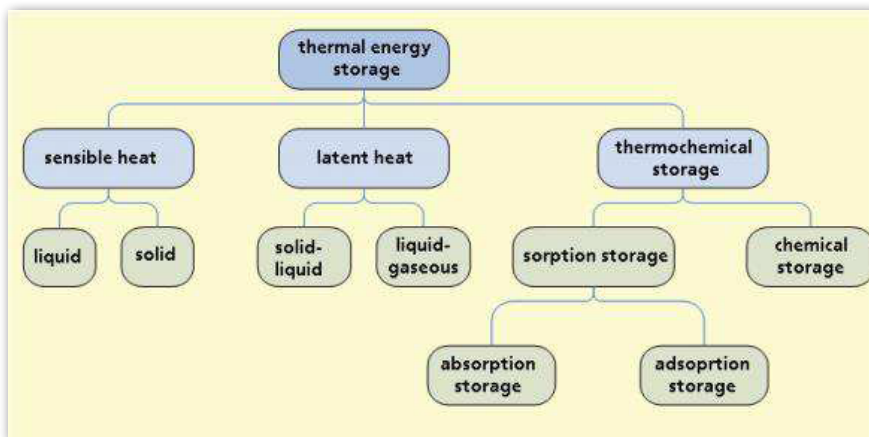 thermal energy
storage
sensible heat
latent heat
thermochemical
storage
liquid
solid
solid-
liquid
liquid-
gaseous
sorption storage
chemical
storage
absorption
storage
adsoprtion
storage